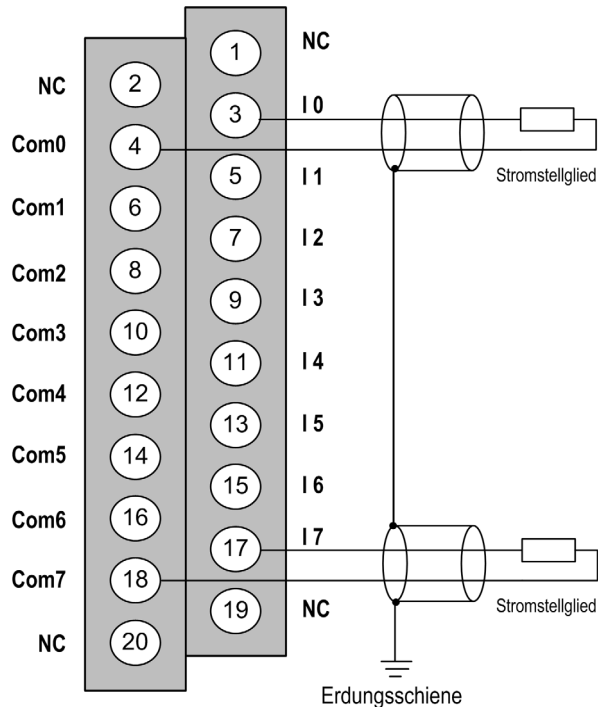 1 NC
NC 2
3 I 0
Com0 4
5 I 1
Stromstellglied
Com1 6
7 I 2
Com2 8
9 I 3
Com3 10
11 I 4
Com4 12
13 I 5
Com5 14
15 I 6
Com6 16
17 I 7
Com7 18
19 NC
Stromstellglied
NC 20
Erdungsschiene